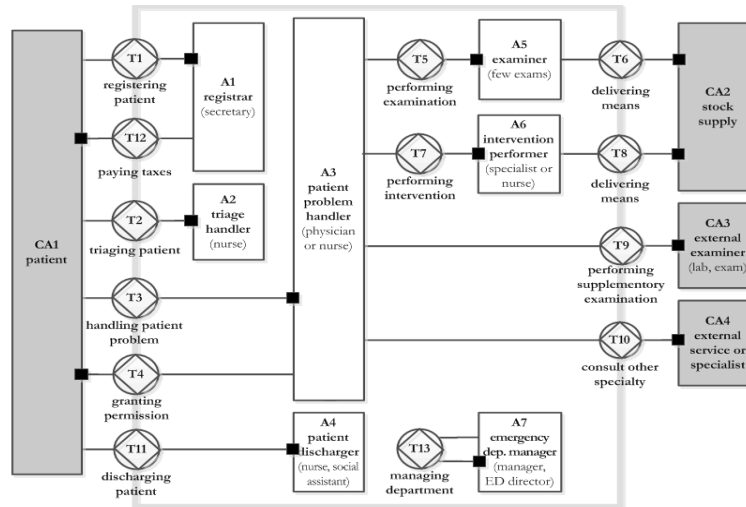 CA1
patient
T1
registering
patient
T12
paying taxes
T2
triaging patient
T3
handling patient
problem
T4
granting
permission
T11
discharging
patient
A1
registrar
(secretary)
A2
triage
handler
(nurse)
A3
patient
problem
handler
(physician
or nurse)
A4
patient
discharger
(nurse, social
assistant)
T5
performing
examination
T7
performing
intervention
T13
managing
department
A5
examiner
(few exams)
A6
intervention
performer
(specialist or
nurse)
A7
emergency
dep. manager
(manager,
ED director)
T6
delivering
means
T8
delivering
means
T9
performing
supplementary
examination
T10
consult other
specialty
CA2
stock
supply
CA3
external
examiner
(lab, exam)
CA4
external
service or
specialist